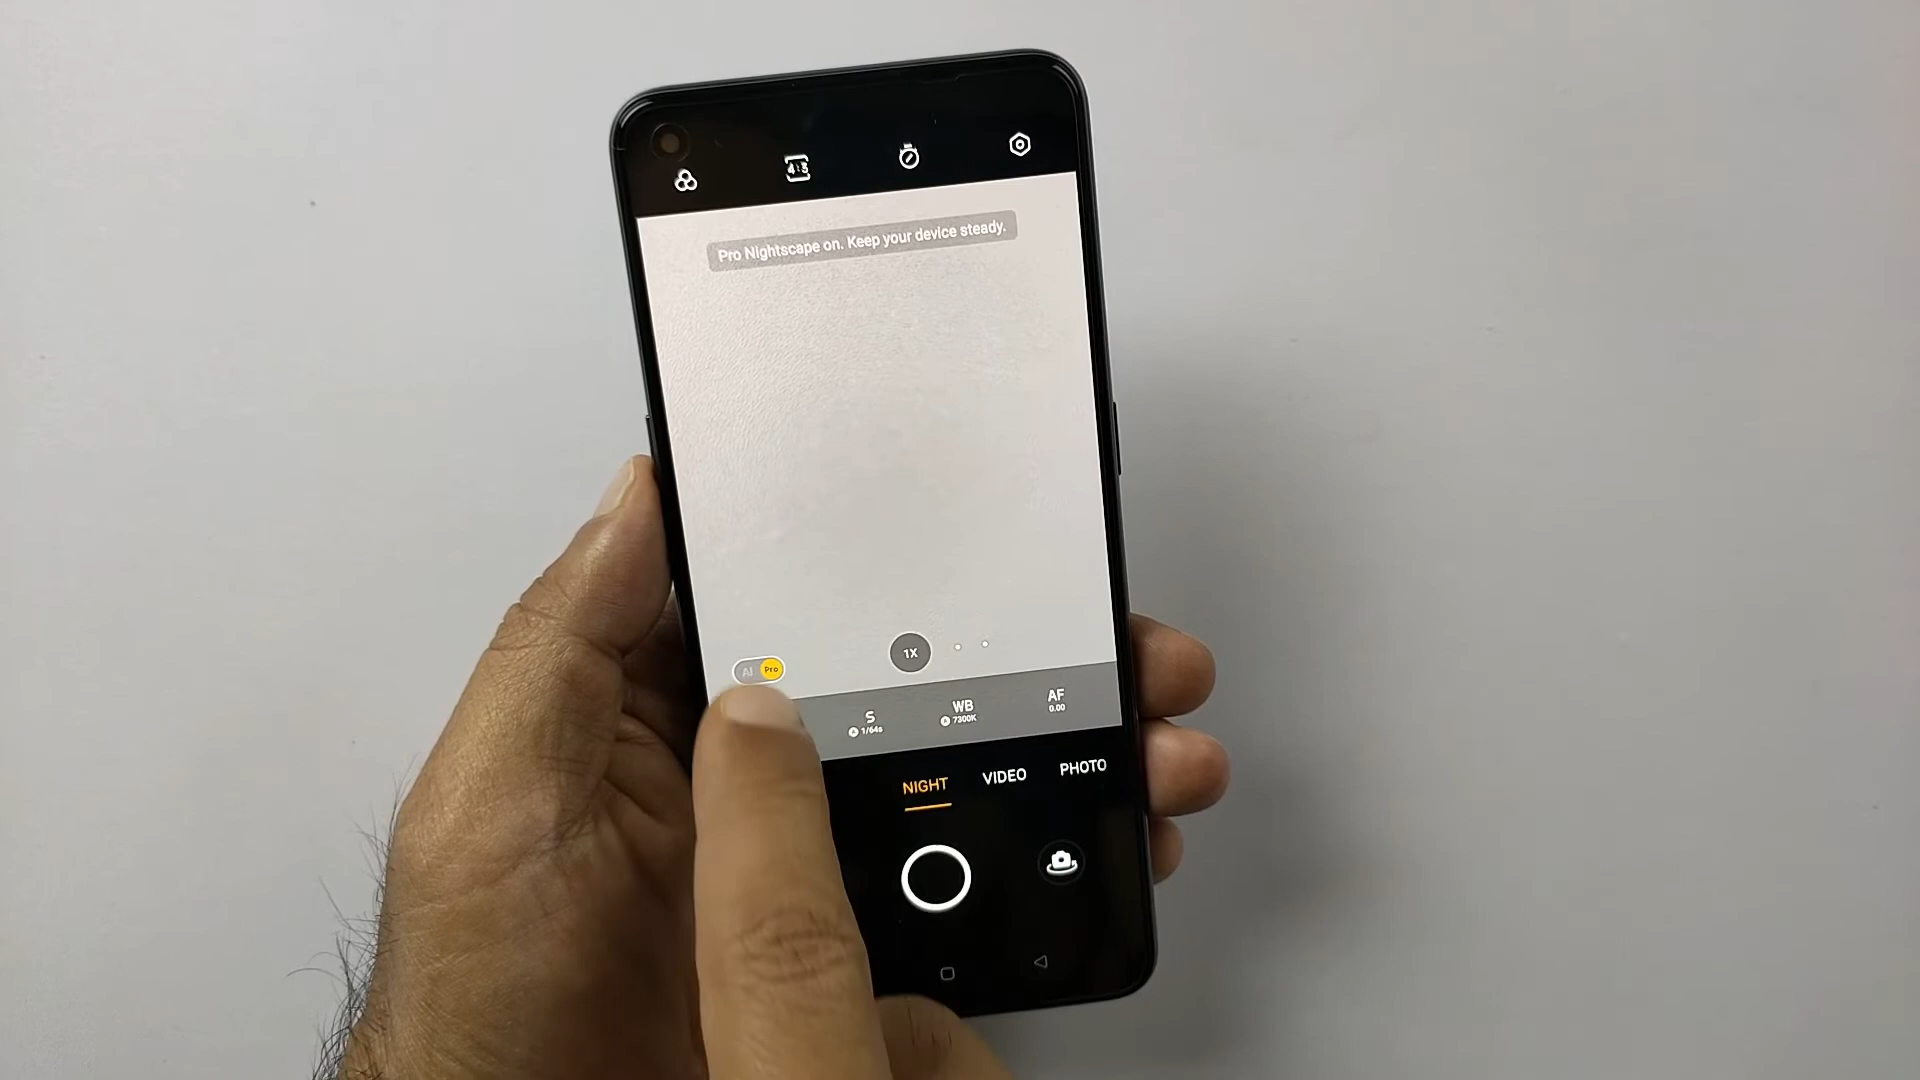 4:3
Pro Nightscape on. Keep your device steady.
1X
AI Pro
S
1/64s
WB
7300K
AF
0.00
NIGHT
VIDEO
PHOTO